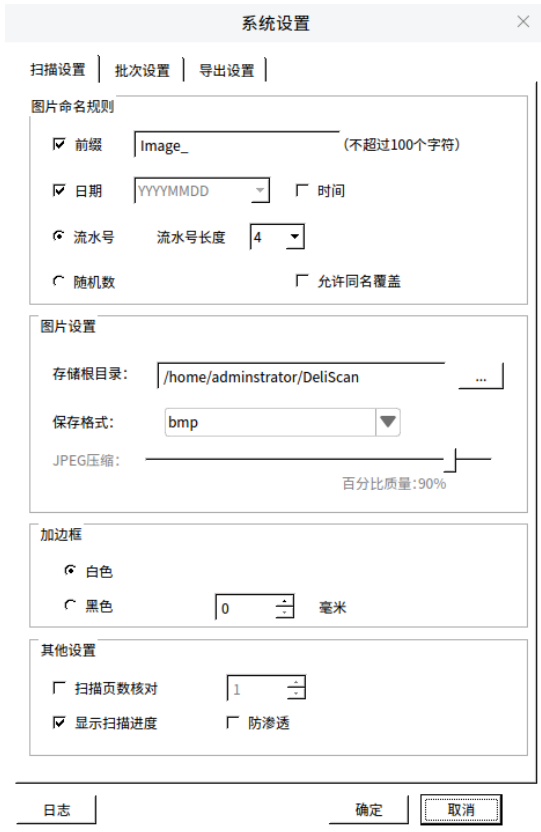 系统设置
扫描设置 批次设置 导出设置
图片命名规则
前缀 Image_ (不超过100个字符)
日期 YYYYMMDD 时间
流水号 流水号长度 4
随机数 允许同名覆盖
图片设置
存储根目录: /home/adminstrator/DeliScan ...
保存格式: bmp
JPEG压缩:
百分比质量:90%
加边框
白色
黑色 0 毫米
其他设置
扫描页数核对 1
显示扫描进度 防渗透
日志 确定 取消